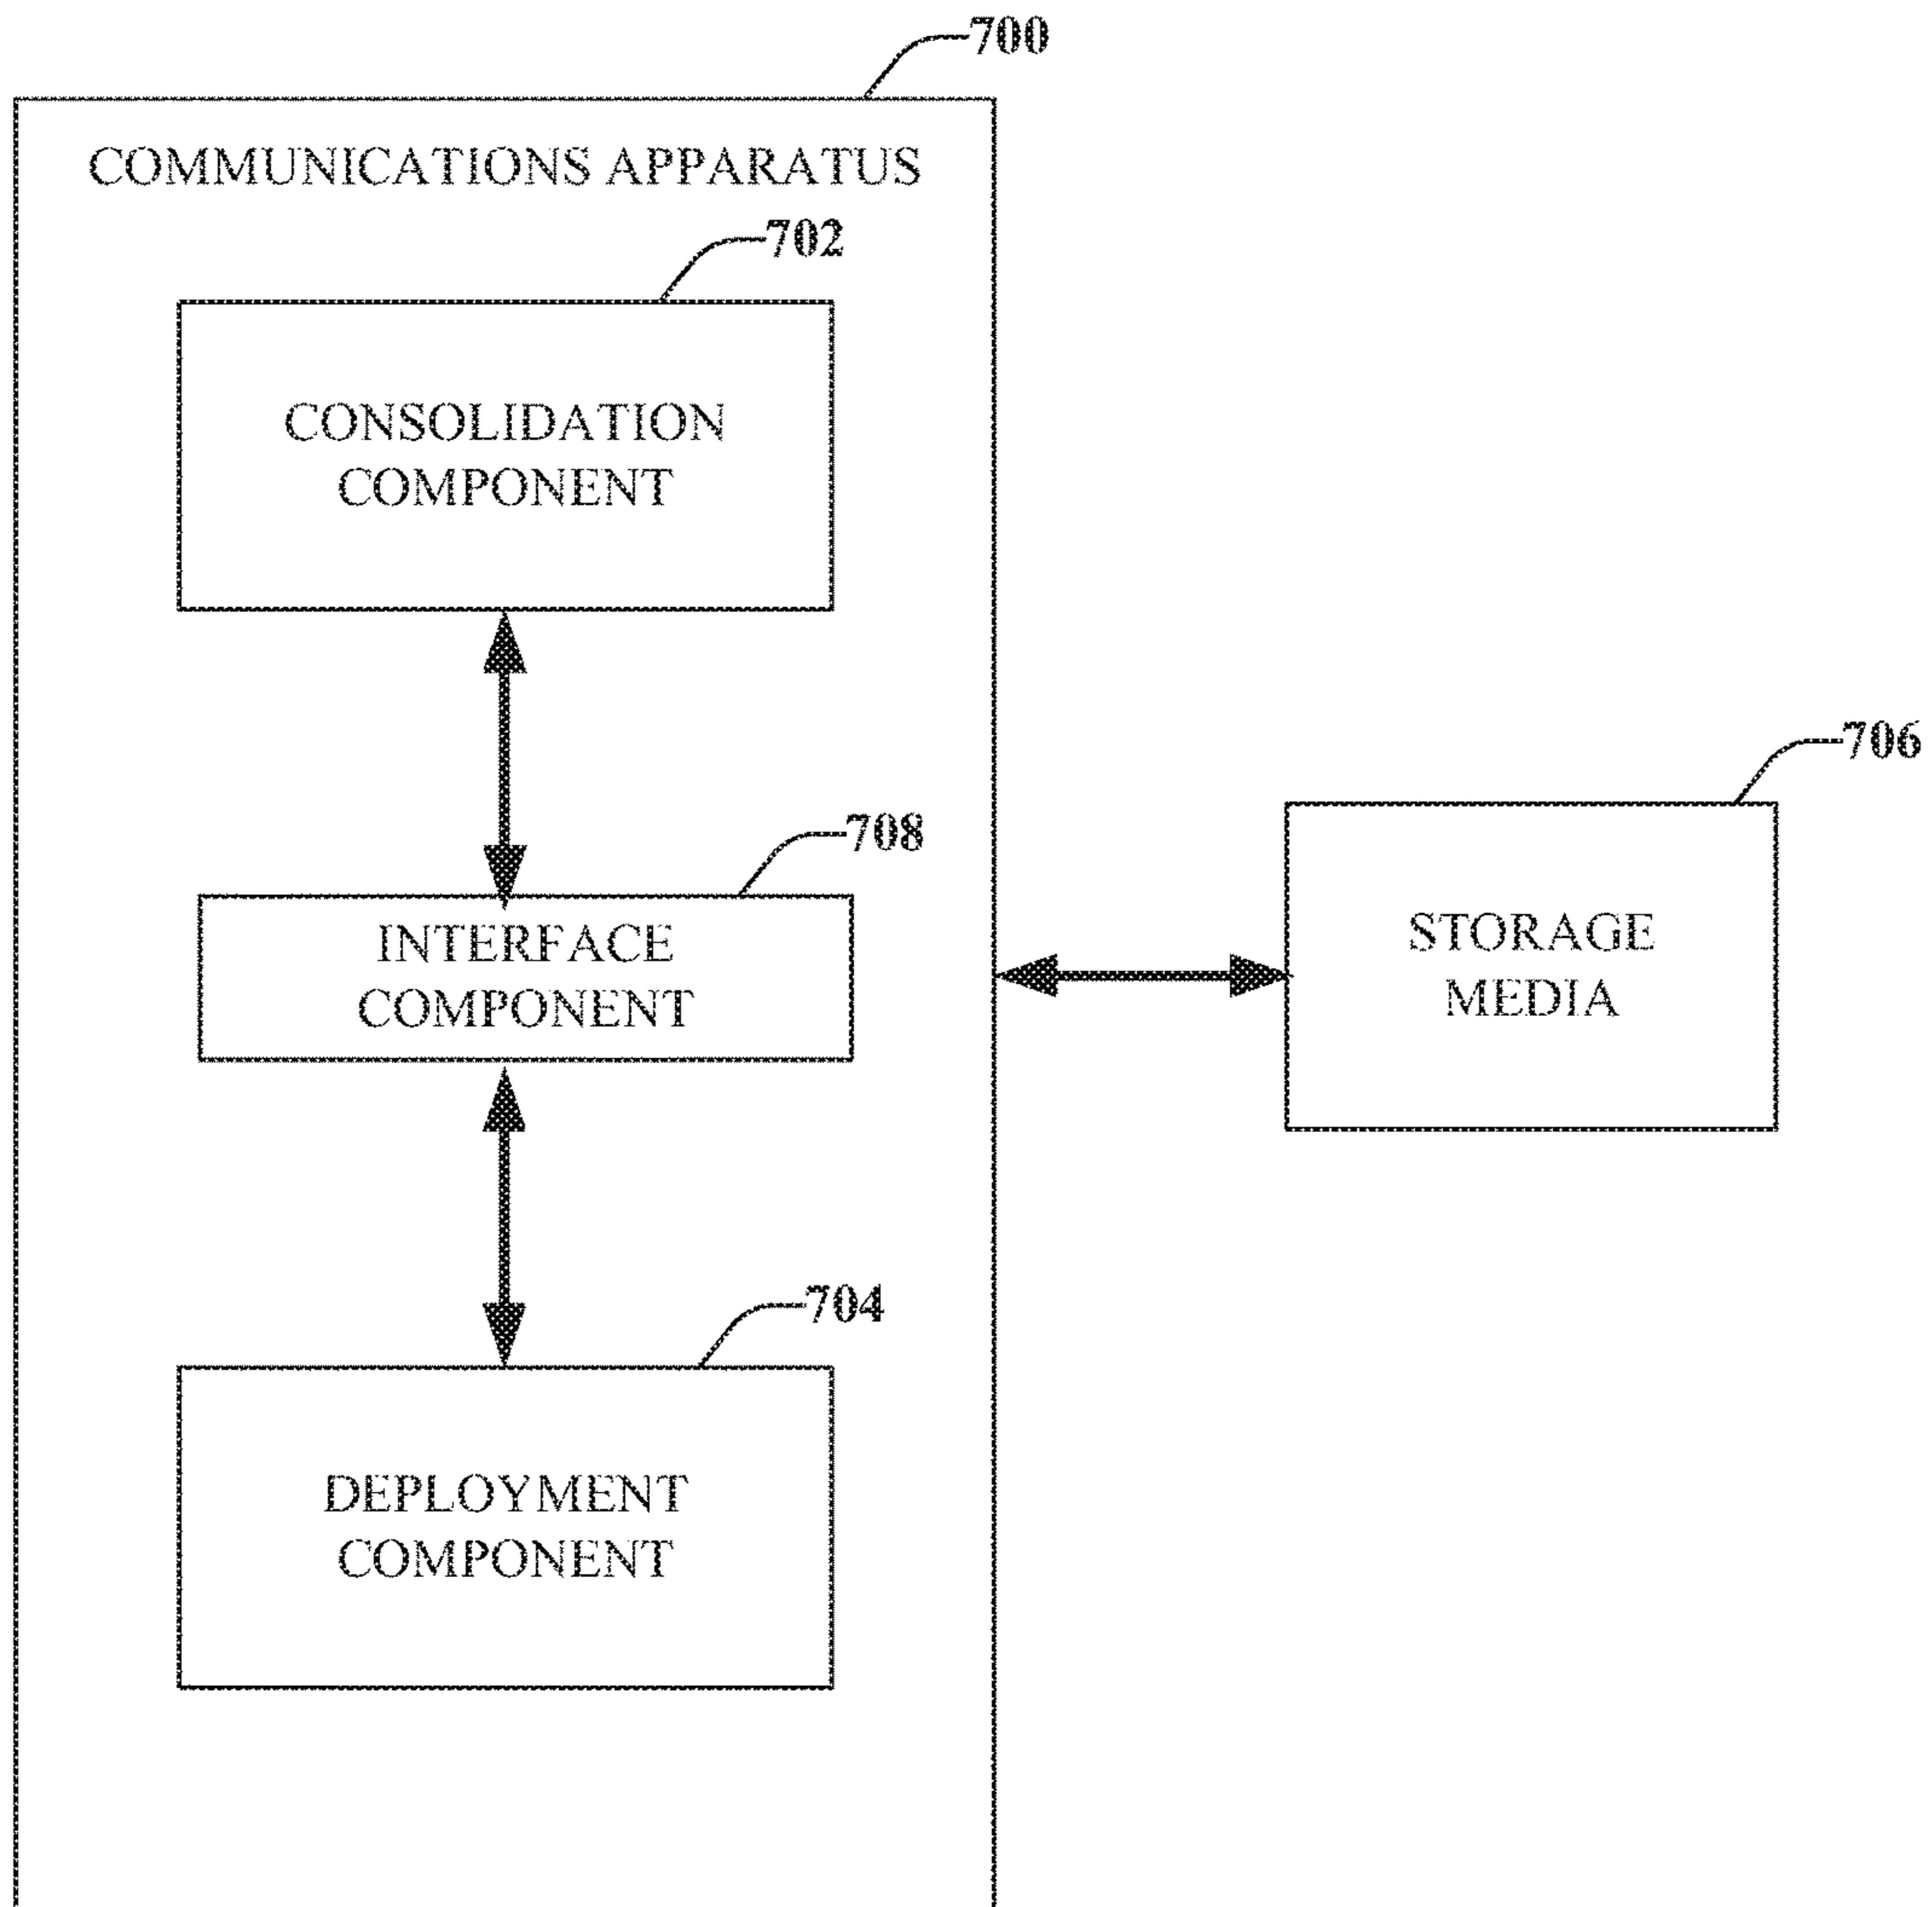 700
COMMUNICATIONS APPARATUS
702
CONSOLIDATION
COMPONENT
706
708
INTERFACE
COMPONENT
STORAGE
MEDIA
704
DEPLOYMENT
COMPONENT